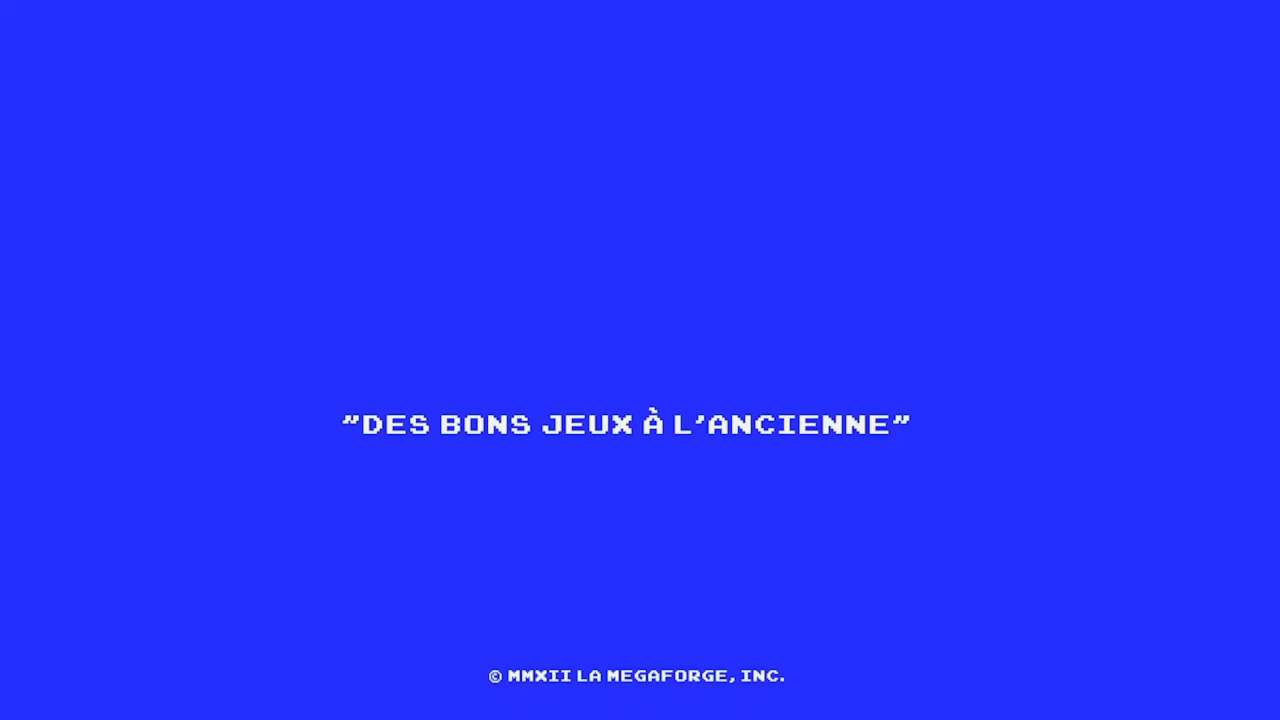 "DES BONS JEUX À L'ANCIENNE"
© MMXII LA MEGAFORGE, INC.